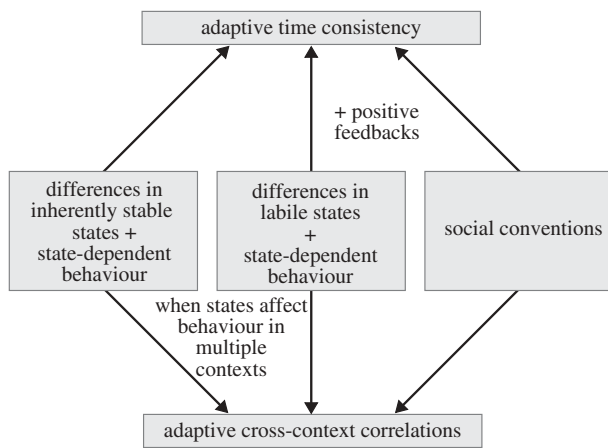 adaptive time consistency
+ positive
feedbacks
differences in
inherently stable
states +
state-dependent
behaviour
differences in
labile states
+
state-dependent
behaviour
social conventions
when states affect
behaviour in
multiple
contexts
adaptive cross-context correlations